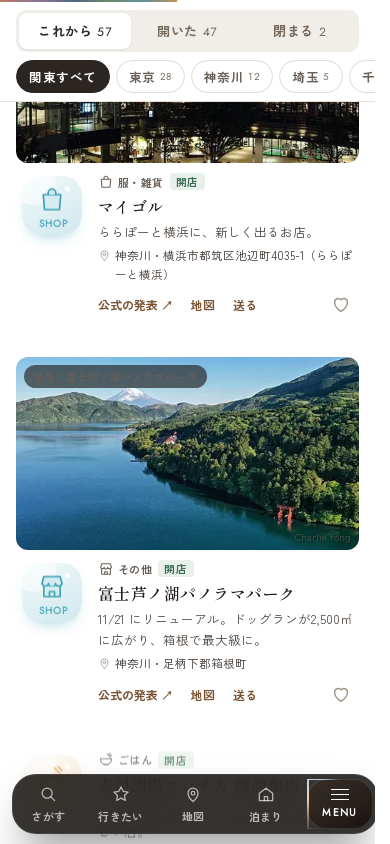 これから 57
開いた 47
閉まる 2
関東すべて
東京 28
神奈川 12
埼玉 5
千
SHOP
服・雑貨 開店
マイゴル
ららぽーと横浜に、新しく出るお店。
神奈川・横浜市都筑区池辺町4035-1（ららぽ
ーと横浜）
公式の発表 ↗ 地図 送る
Charlie fong
SHOP
その他 開店
富士芦ノ湖パノラマパーク
11/21 にリニューアル。ドッグランが2,500㎡
に広がり、箱根で最大級に。
神奈川・足柄下郡箱根町
公式の発表 ↗ 地図 送る
ごはん 開店
さがす
行きたい
地図
泊まり
MENU